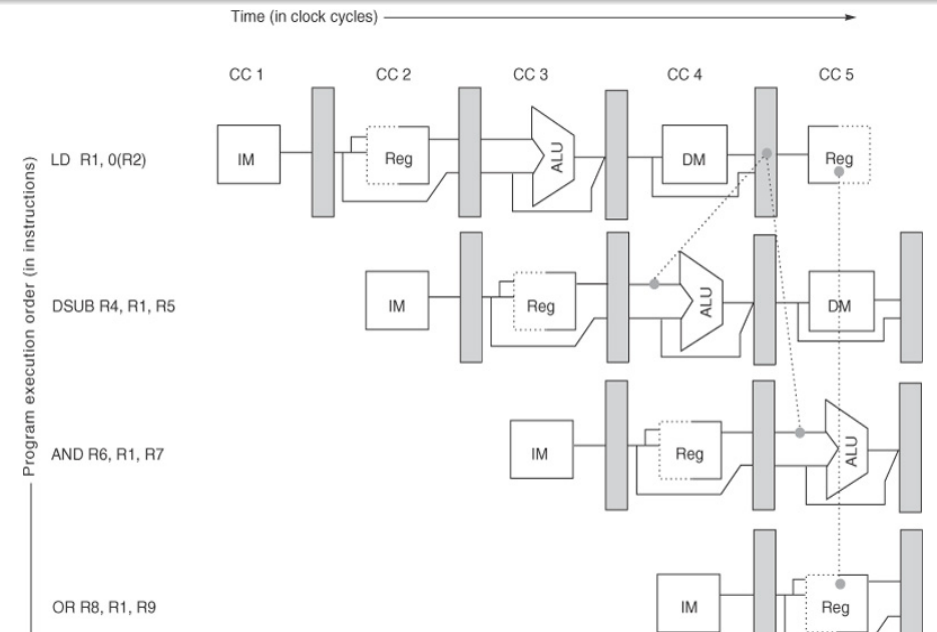 Time (in clock cycles)
CC 1 CC 2 CC 3 CC 4 CC 5
Program execution order (in instructions)
LD R1, 0(R2) IM Reg ALU DM Reg
DSUB R4, R1, R5 IM Reg ALU DM
AND R6, R1, R7 IM Reg ALU
OR R8, R1, R9 IM Reg